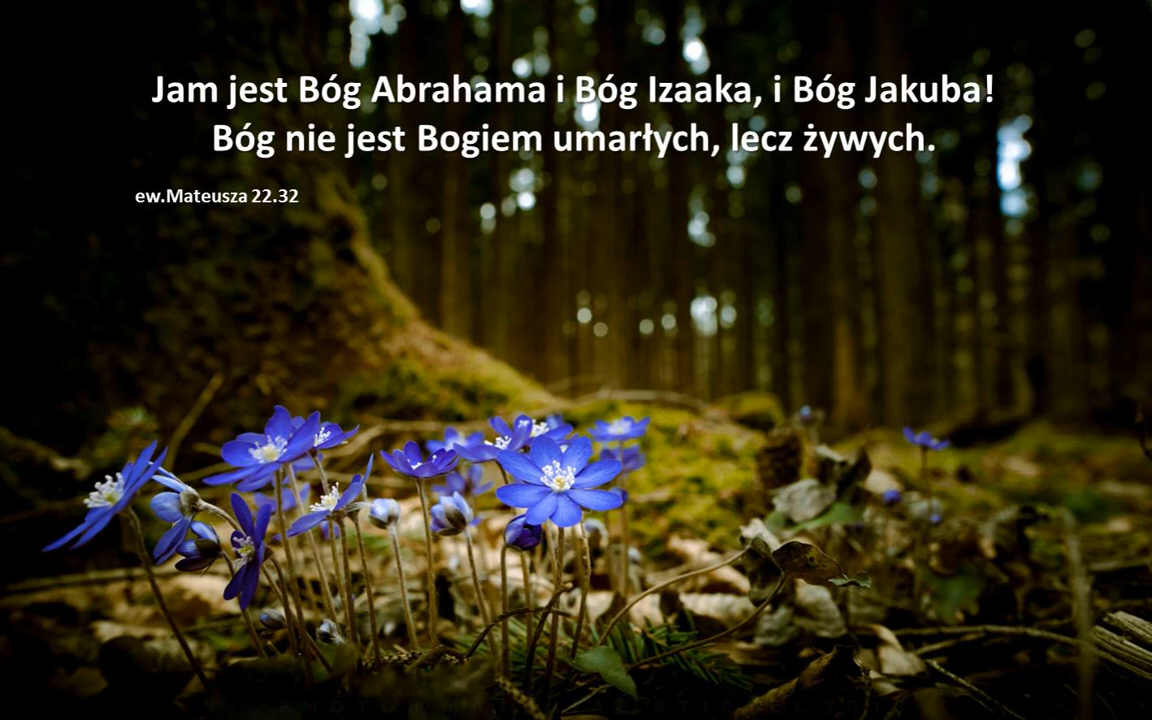 Jam jest Bóg Abrahama i Bóg Izaaka, i Bóg Jakuba!
Bóg nie jest Bogiem umarłych, lecz żywych.
ew.Mateusza 22.32